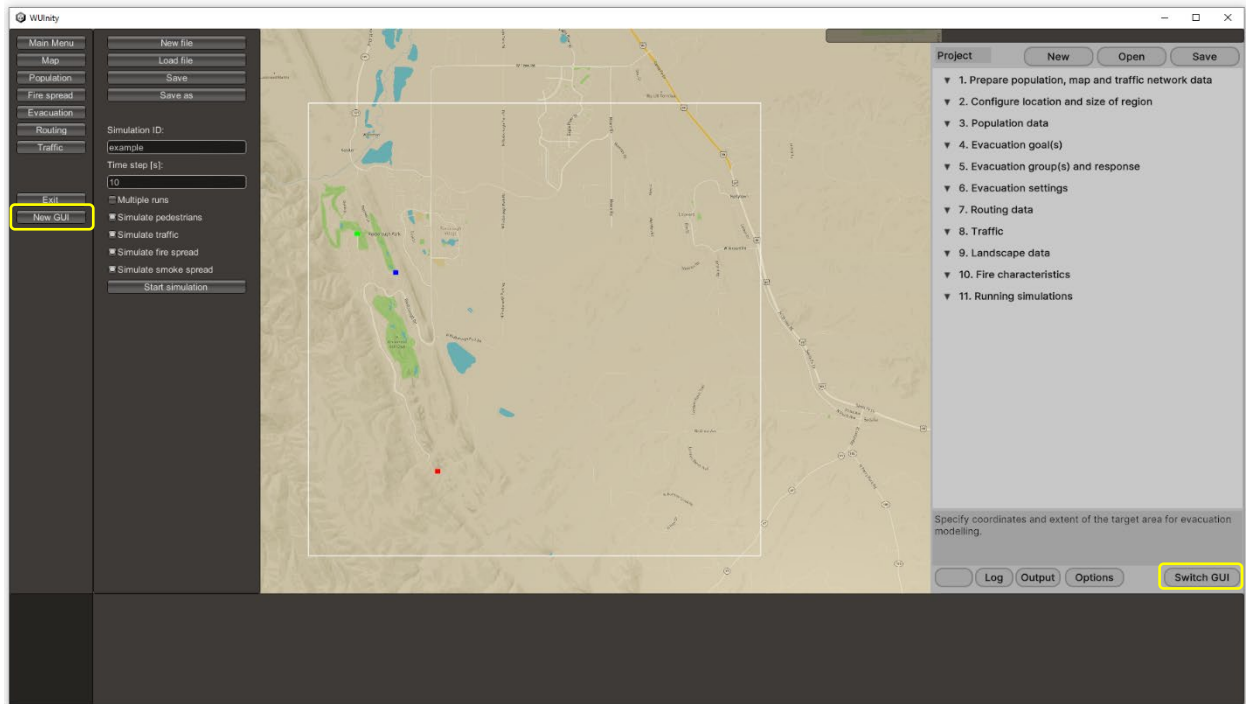 WUInity
Main Menu
Map
Population
Fire spread
Evacuation
Routing
Traffic
Exit
New GUI
New file
Load file
Save
Save as
Simulation ID:
example
Time step [s]:
10
Multiple runs
Simulate pedestrians
Simulate traffic
Simulate fire spread
Simulate smoke spread
Start simulation
Project
New
Open
Save
1. Prepare population, map and traffic network data
2. Configure location and size of region
3. Population data
4. Evacuation goal(s)
5. Evacuation group(s) and response
6. Evacuation settings
7. Routing data
8. Traffic
9. Landscape data
10. Fire characteristics
11. Running simulations
Specify coordinates and extent of the target area for evacuation
modelling.
Log
Output
Options
Switch GUI